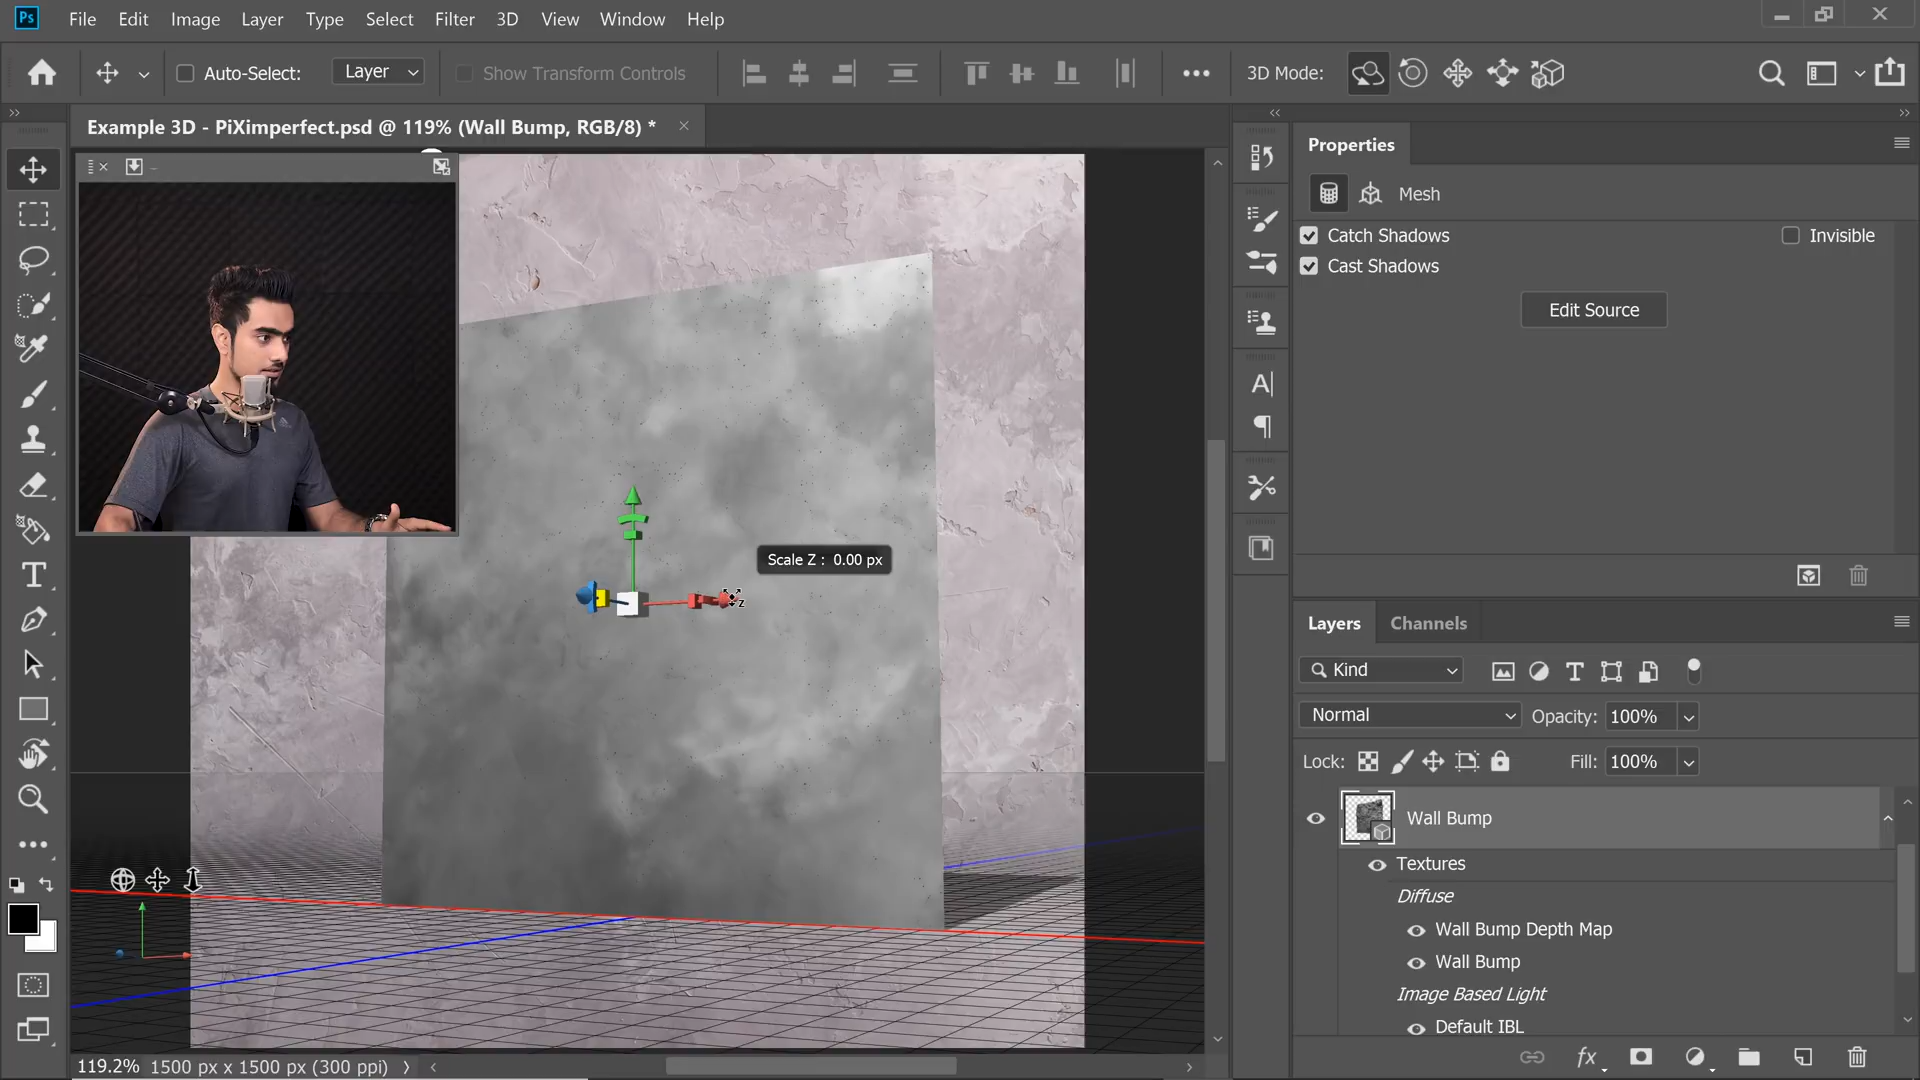 Ps
File Edit Image Layer Type Select Filter 3D View Window Help
Auto-Select: Layer Show Transform Controls 3D Mode:
Example 3D - PiXimperfect.psd @ 119% (Wall Bump, RGB/8) *
Properties
Mesh
Catch Shadows Invisible
Cast Shadows
Edit Source
Scale Z : 0.00 px
Z
Layers Channels
Kind
Normal Opacity: 100%
Lock: Fill: 100%
Wall Bump
Textures
Diffuse
Wall Bump Depth Map
Wall Bump
Image Based Light
Default IBL
fx
119.2% 1500 px x 1500 px (300 ppi)